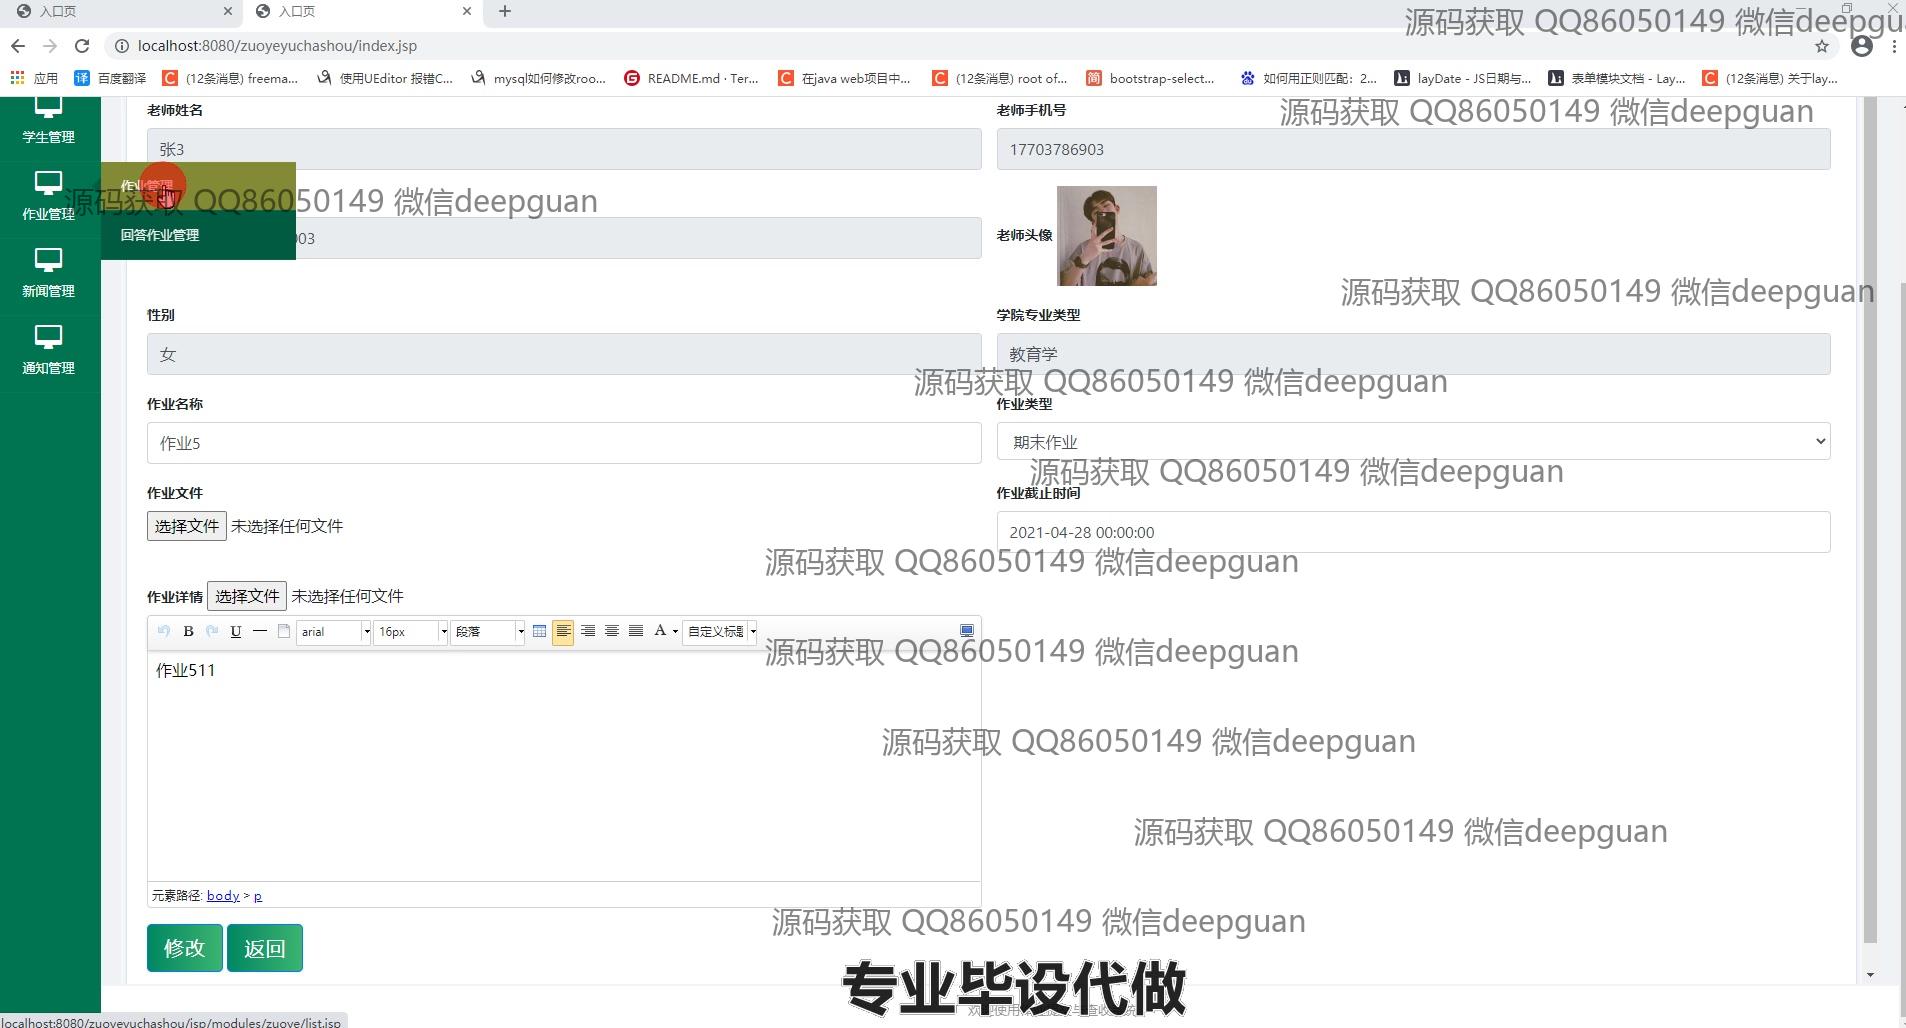 入口页
入口页
源码获取 QQ86050149 微信deepgu
localhost:8080/zuoyeyuchashou/index.jsp
应用
百度翻译
(12条消息) freema...
使用UEditor 报错C...
mysql如何修改roo...
README.md · Ter...
在java web项目中...
(12条消息) root of...
bootstrap-select...
如何用正则匹配：2...
layDate - JS日期与...
表单模块文档 - Lay...
(12条消息) 关于lay...
学生管理
作业管理
新闻管理
通知管理
作业管理
回答作业管理
老师姓名
老师手机号
源码获取 QQ86050149 微信deepguan
张3
17703786903
源码获取 QQ86050149 微信deepguan
003
老师头像
源码获取 QQ86050149 微信deepguan
性别
学院专业类型
女
教育学
源码获取 QQ86050149 微信deepguan
作业名称
作业类型
作业5
期末作业
源码获取 QQ86050149 微信deepguan
作业文件
作业截止时间
选择文件 未选择任何文件
2021-04-28 00:00:00
源码获取 QQ86050149 微信deepguan
作业详情 选择文件 未选择任何文件
B U arial 16px 段落 A 自定义标题
源码获取 QQ86050149 微信deepguan
作业511
源码获取 QQ86050149 微信deepguan
源码获取 QQ86050149 微信deepguan
元素路径: body > p
源码获取 QQ86050149 微信deepguan
修改
返回
专业毕设代做
localhost:8080/zuoyeyuchashou/jsp/modules/zuoye/list.jsp